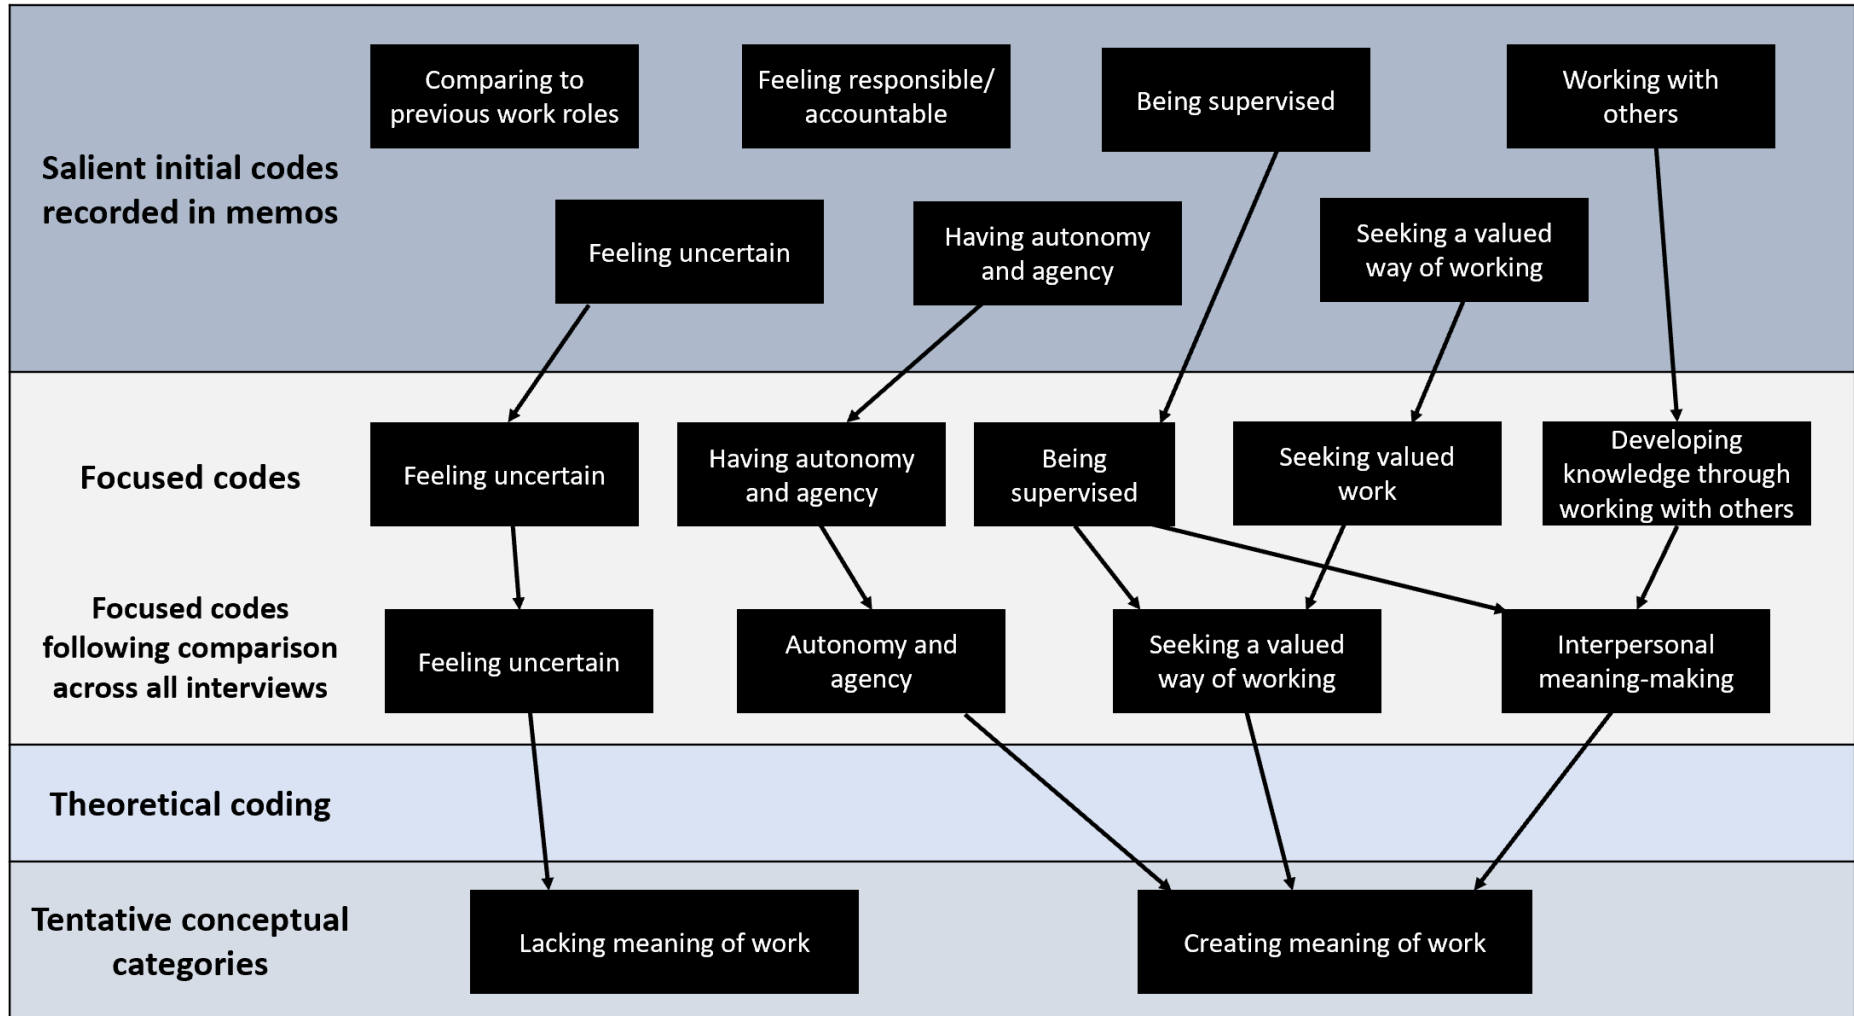 Salient initial codes
recorded in memos
Comparing to
previous work roles
Feeling responsible/
accountable
Being supervised
Working with
others
Feeling uncertain
Having autonomy
and agency
Seeking a valued
way of working
Focused codes
Feeling uncertain
Having autonomy
and agency
Being
supervised
Seeking valued
work
Developing
knowledge through
working with others
Focused codes
following comparison
across all interviews
Feeling uncertain
Autonomy and
agency
Seeking a valued
way of working
Interpersonal
meaning-making
Theoretical coding
Tentative conceptual
categories
Lacking meaning of work
Creating meaning of work